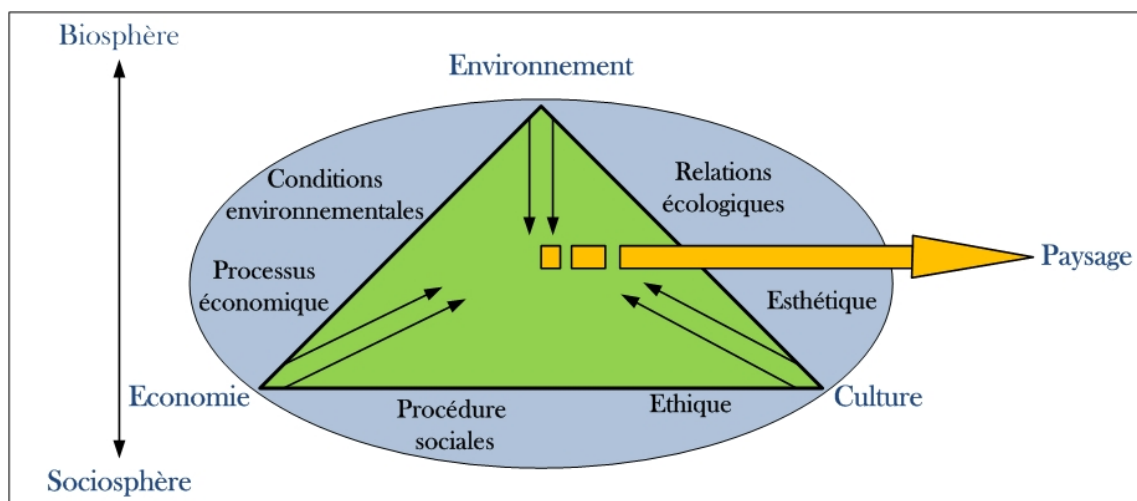 Biosphère
Environnement
Conditions
environnementales
Relations
écologiques
Paysage
Processus
économique
Esthétique
Economie
Culture
Procédure
sociales
Ethique
Sociosphère